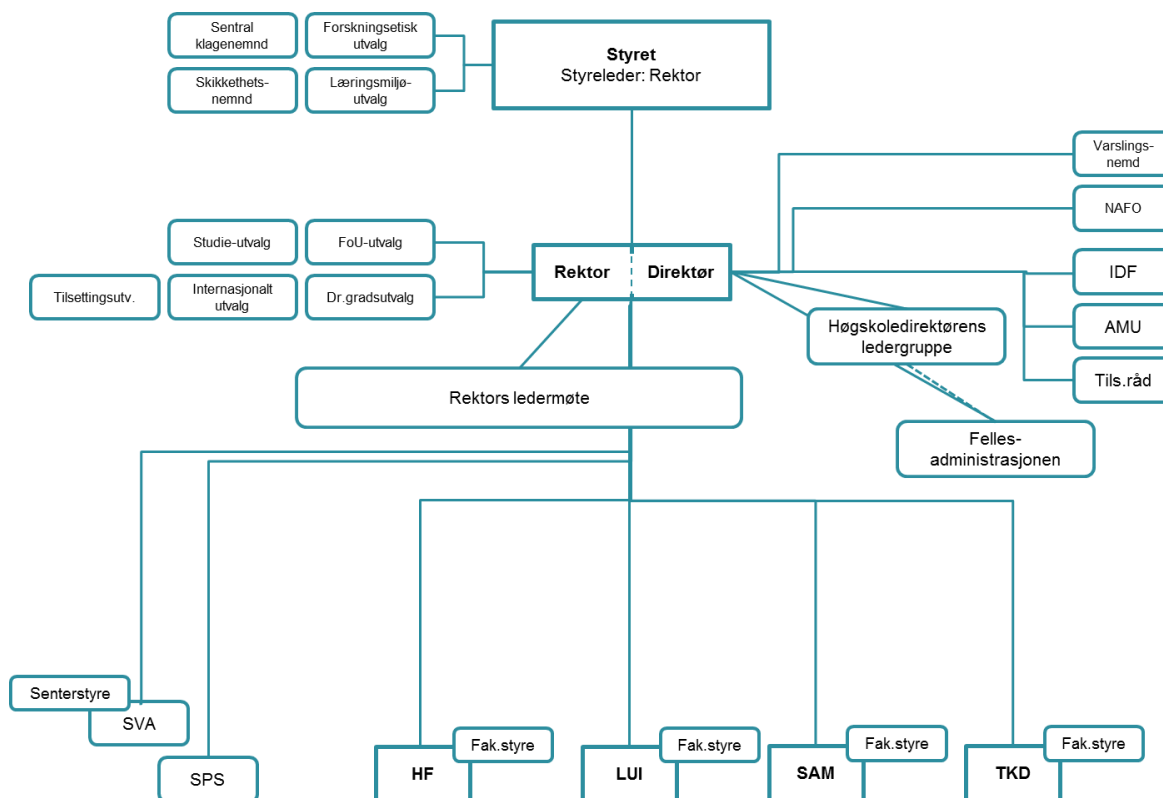 Sentral
klagenemnd
Forskningsetisk
utvalg
Skikkethets-
nemnd
Læringsmiljø-
utvalg
Styret
Styreleder: Rektor
Varslings-
nemd
NAFO
Studie-utvalg
FoU-utvalg
Tilsettingsutv.
Internasjonalt
utvalg
Dr.gradsutvalg
Rektor
Direktør
IDF
AMU
Tils.råd
Høgskoledirektørens
ledergruppe
Rektors ledermøte
Felles-
administrasjonen
Senterstyre
SVA
SPS
HF
Fak.styre
LUI
Fak.styre
SAM
Fak.styre
TKD
Fak.styre